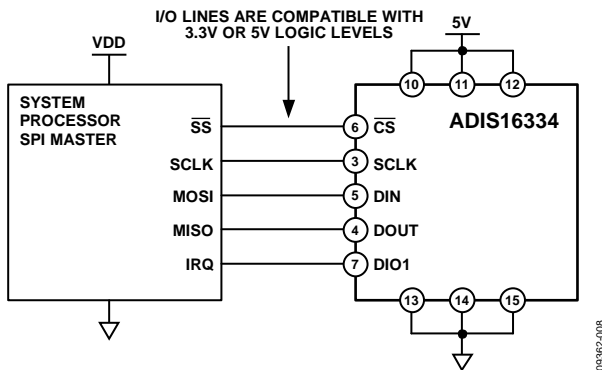 I/O LINES ARE COMPATIBLE WITH
3.3V OR 5V LOGIC LEVELS
VDD
5V
10 11 12
SYSTEM
PROCESSOR
SPI MASTER
ADIS16334
SS 6 CS
SCLK 3 SCLK
MOSI 5 DIN
MISO 4 DOUT
IRQ 7 DIO1
13 14 15
09362-008